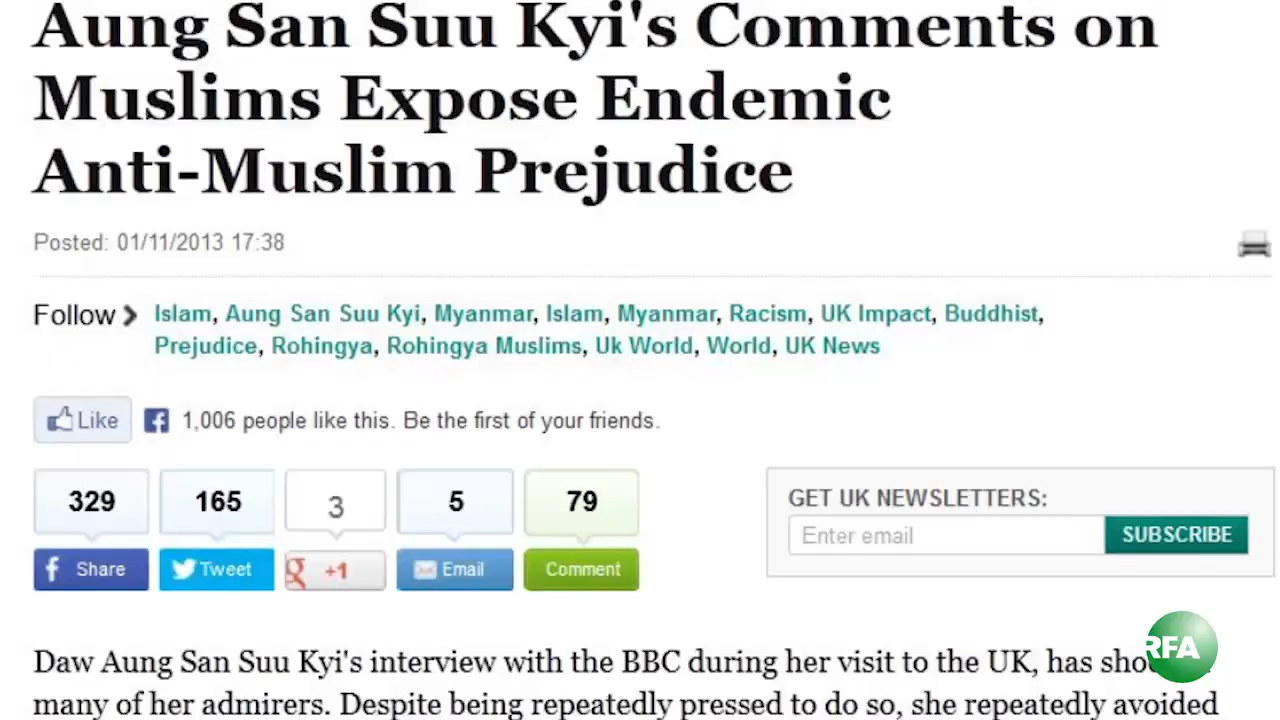 Aung San Suu Kyi's Comments on
Muslims Expose Endemic
Anti-Muslim Prejudice
Posted: 01/11/2013 17:38
Follow Islam, Aung San Suu Kyi, Myanmar, Islam, Myanmar, Racism, UK Impact, Buddhist,
Prejudice, Rohingya, Rohingya Muslims, Uk World, World, UK News
Like 1,006 people like this. Be the first of your friends.
329 165 3 5 79
Share Tweet +1 Email Comment
GET UK NEWSLETTERS:
Enter email SUBSCRIBE
Daw Aung San Suu Kyi's interview with the BBC during her visit to the UK, has
many of her admirers. Despite being repeatedly pressed to do so, she repeatedly avoided
RFA